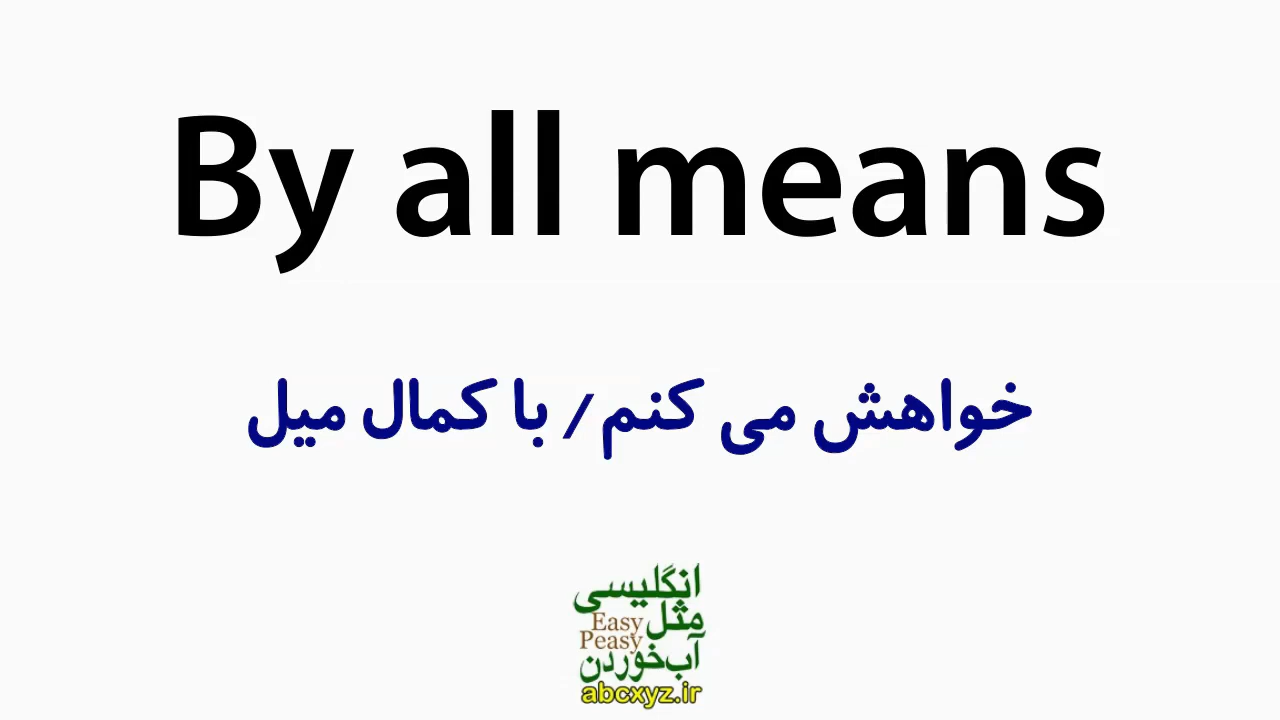 By all means
خواهش می کنم/ با کمال میل
انگلیسی
مثل Easy
Peasy
آب‌خوردن
abcxyz.ir